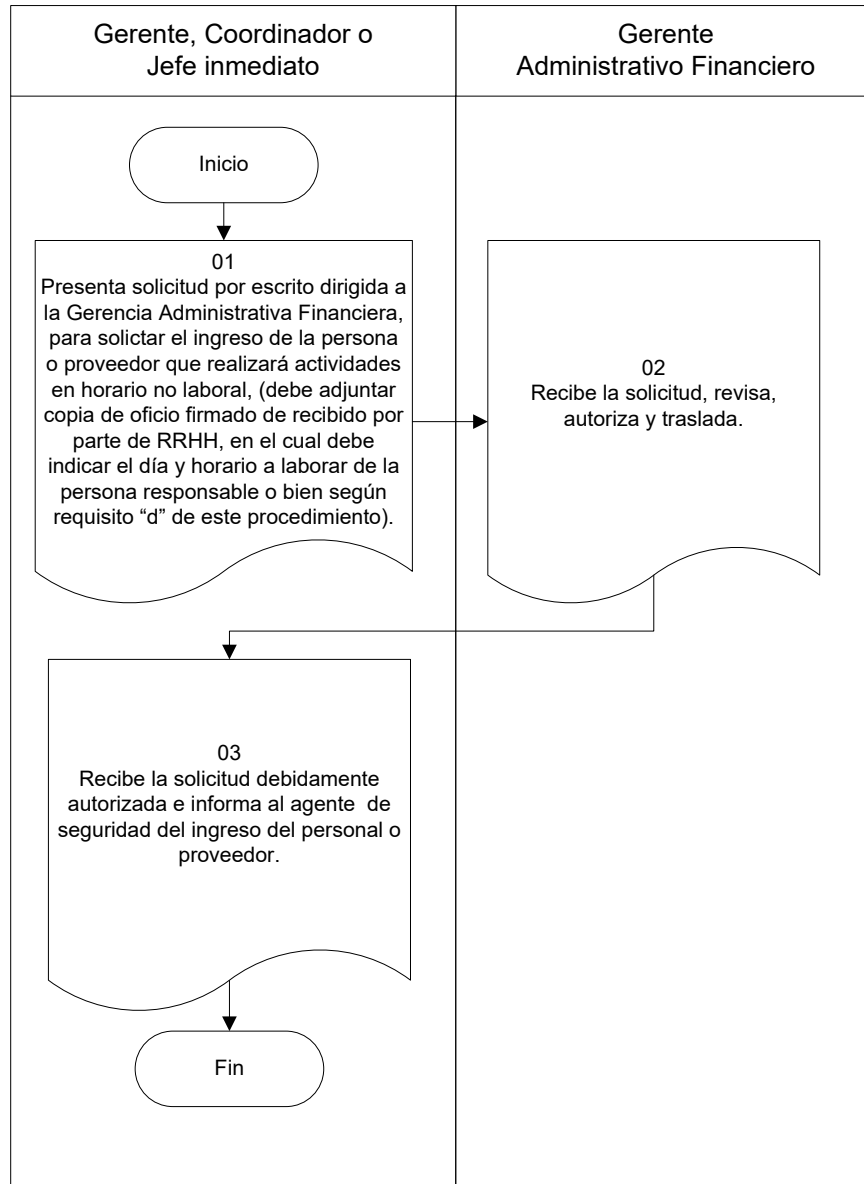 Gerente, Coordinador o
Jefe inmediato
Gerente
Administrativo Financiero
Inicio
01
Presenta solicitud por escrito dirigida a
la Gerencia Administrativa Financiera,
para solictar el ingreso de la persona
o proveedor que realizará actividades
en horario no laboral, (debe adjuntar
copia de oficio firmado de recibido por
parte de RRHH, en el cual debe
indicar el día y horario a laborar de la
persona responsable o bien según
requisito “d” de este procedimiento).
02
Recibe la solicitud, revisa,
autoriza y traslada.
03
Recibe la solicitud debidamente
autorizada e informa al agente  de
seguridad del ingreso del personal o
proveedor.
Fin